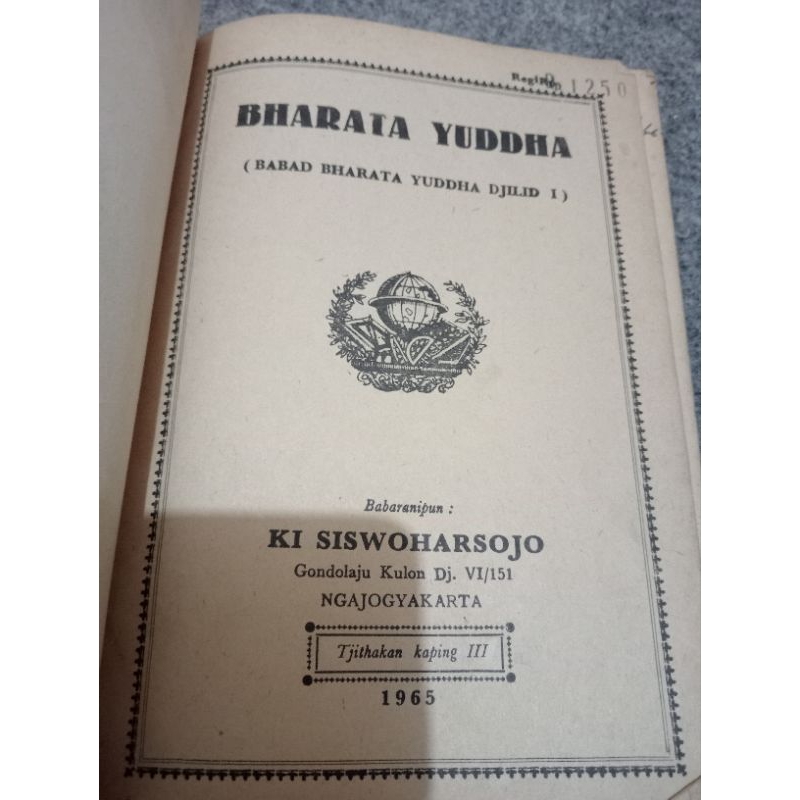 1250
BHARATA YUDDHA
( BABAD BHARATA YUDDHA DJILID I )
Babaranipun :
KI SISWOHARSOJO
Gondolaju Kulon Dj. VI/151
NGAJOGYAKARTA
Tjithakan kaping III
1965